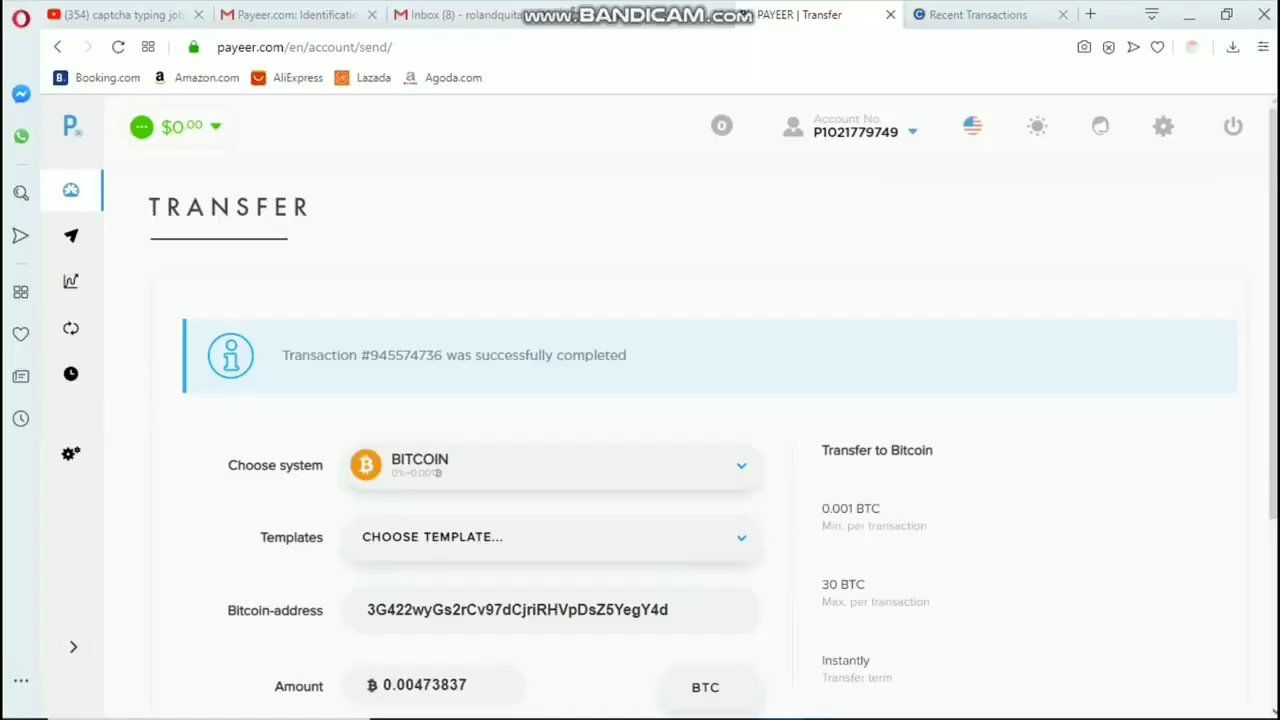 (354) captcha typing job
Payeer.com: Identificati
Inbox (8) - rolandquita
www.BANDICAM.com
PAYEER | Transfer
Recent Transactions
payeer.com/en/account/send/
Booking.com
Amazon.com
AliExpress
Lazada
Agoda.com
$0.00
0
Account No.
P1021779749
TRANSFER
Transaction #945574736 was successfully completed
Choose system
BITCOIN
Templates
CHOOSE TEMPLATE...
Bitcoin-address
3G422wyGs2rCv97dCjriRHVpDsZ5YegY4d
Amount
0.00473837
BTC
Transfer to Bitcoin
0.001 BTC
Min. per transaction
30 BTC
Max. per transaction
Instantly
Transfer term